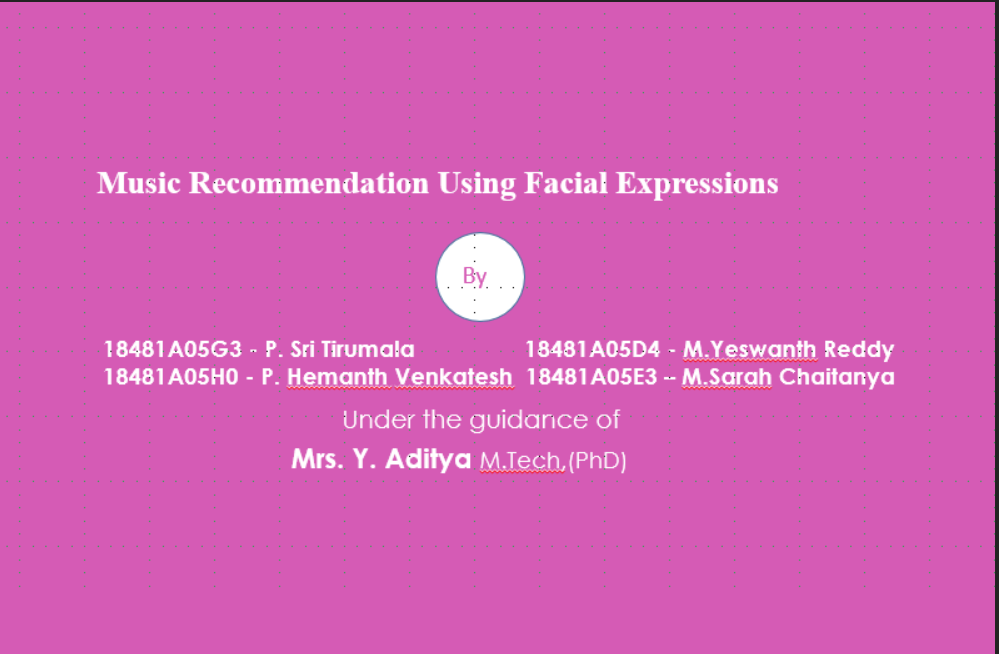 Music Recommendation Using Facial Expressions
By
18481A05G3 - P. Sri Tirumala 18481A05D4 - M.Yeswanth Reddy
18481A05H0 - P. Hemanth Venkatesh 18481A05E3 – M.Sarah Chaitanya
Under the guidance of
Mrs. Y. Aditya M.Tech,(PhD)